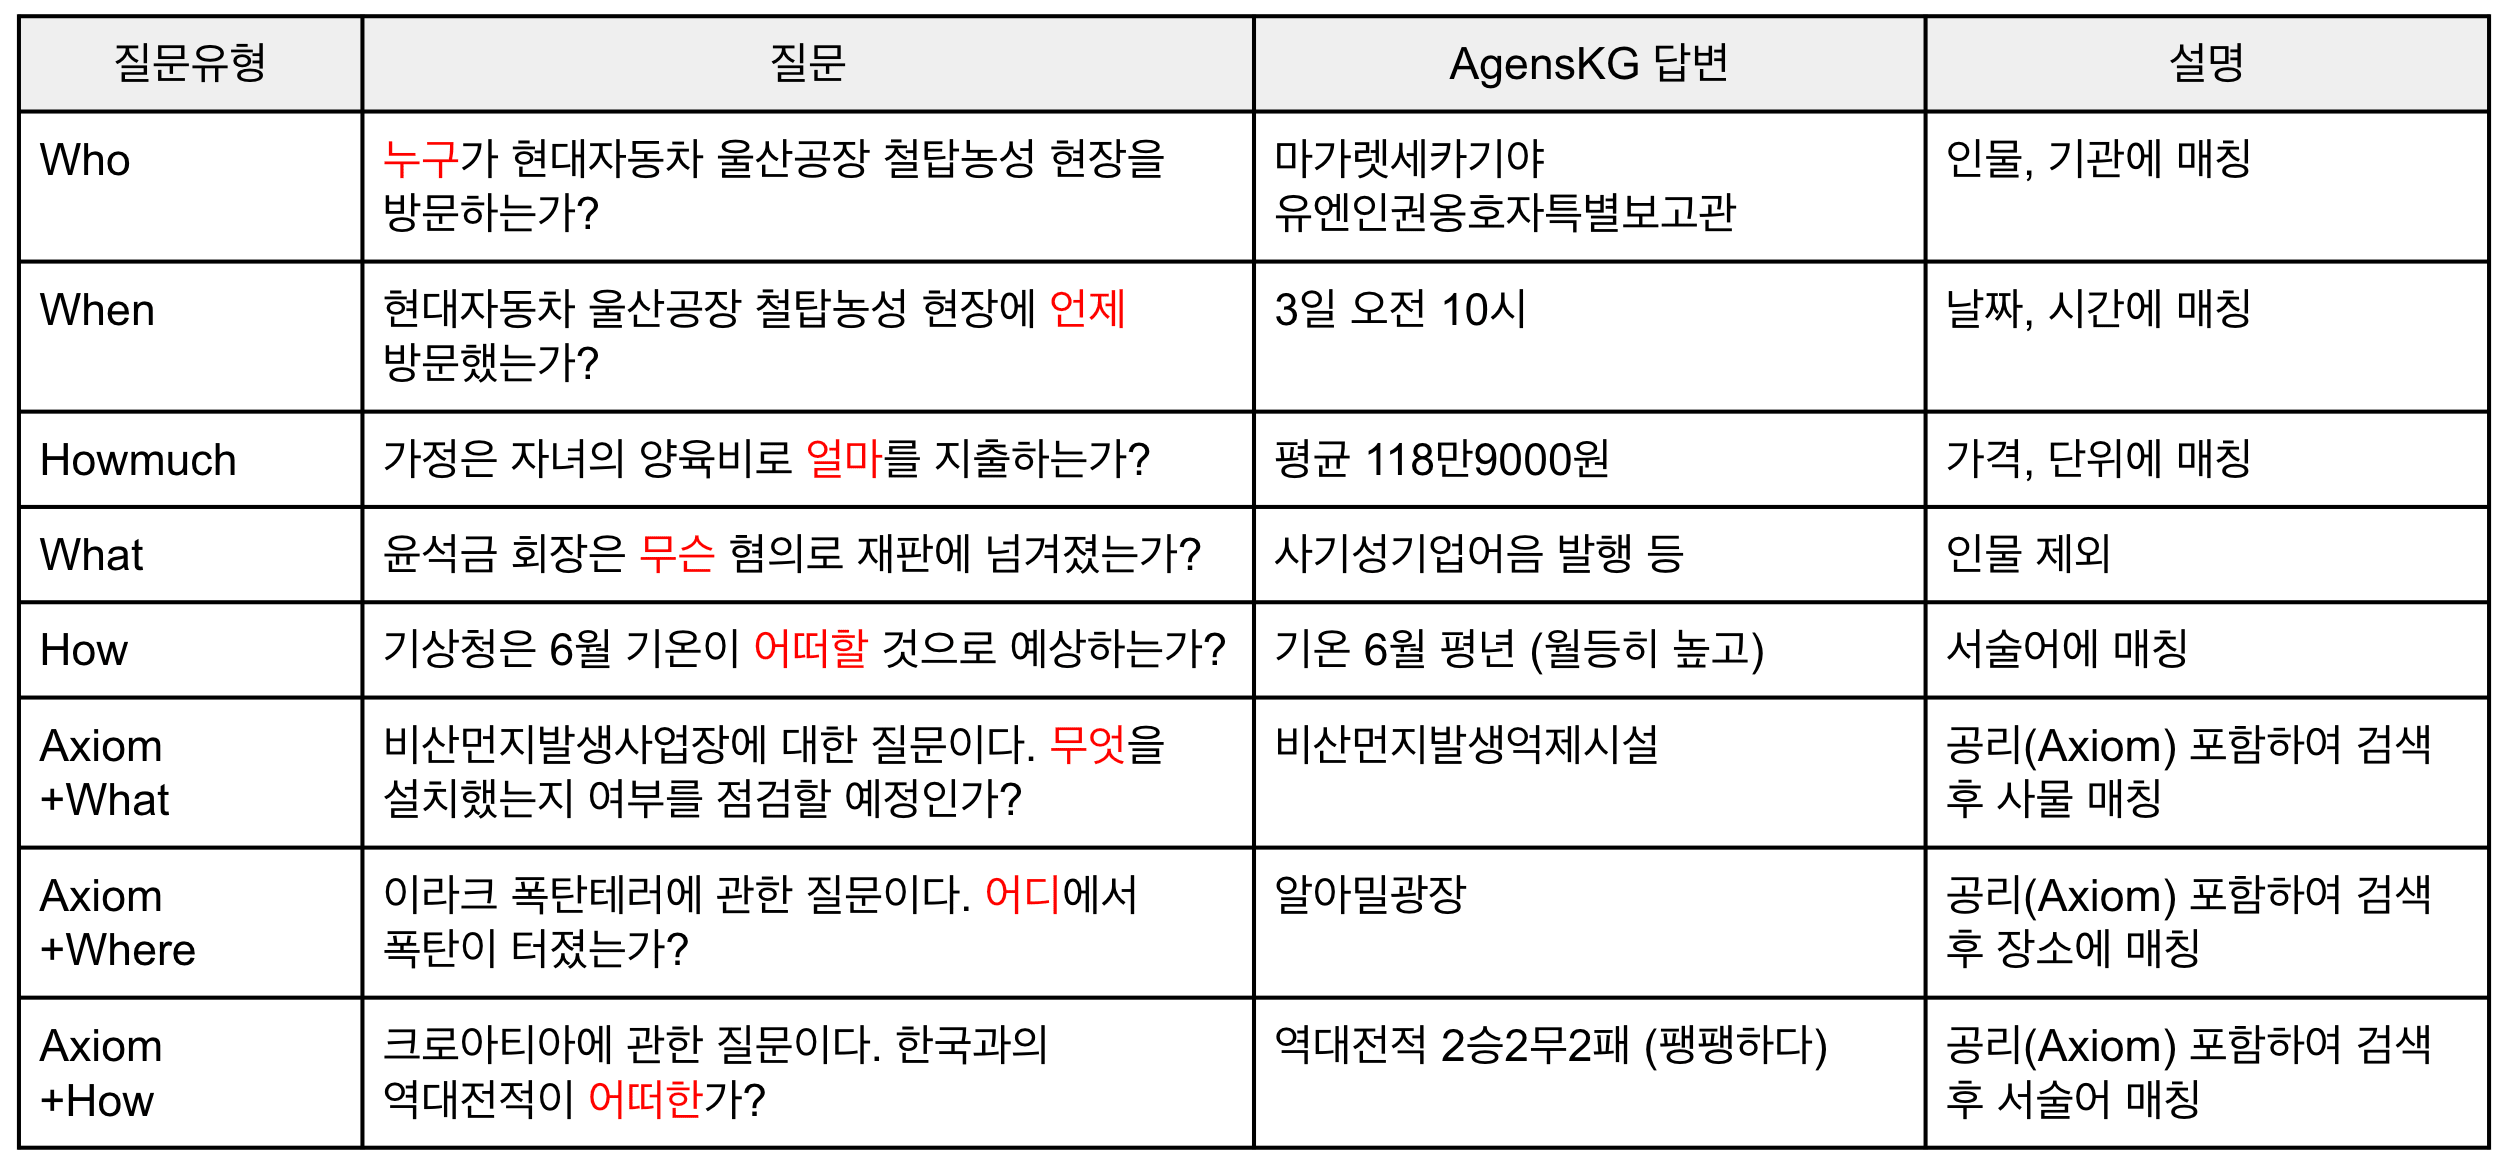 질문유형
질문
AgensKG 답변
설명
Who
누구가 현대자동차 울산공장 철탑농성 현장을
방문하는가?
마가렛세카기야
유엔인권옹호자특별보고관
인물, 기관에 매칭
When
현대자동차 울산공장 철탑농성 현장에 언제
방문했는가?
3일 오전 10시
날짜, 시간에 매칭
Howmuch
가정은 자녀의 양육비로 얼마를 지출하는가?
평균 118만9000원
가격, 단위에 매칭
What
윤석금 회장은 무슨 혐의로 재판에 넘겨졌는가?
사기성기업어음 발행 등
인물 제외
How
기상청은 6월 기온이 어떠할 것으로 예상하는가?
기온 6월 평년 (월등히 높고)
서술어에 매칭
Axiom
+What
비산먼지발생사업장에 대한 질문이다. 무엇을
설치했는지 여부를 점검할 예정인가?
비산먼지발생억제시설
공리(Axiom) 포함하여 검색
후 사물 매칭
Axiom
+Where
이라크 폭탄테러에 관한 질문이다. 어디에서
폭탄이 터졌는가?
알아밀광장
공리(Axiom) 포함하여 검색
후 장소에 매칭
Axiom
+How
크로아티아에 관한 질문이다. 한국과의
역대전적이 어떠한가?
역대전적 2승2무2패 (팽팽하다)
공리(Axiom) 포함하여 검색
후 서술어 매칭